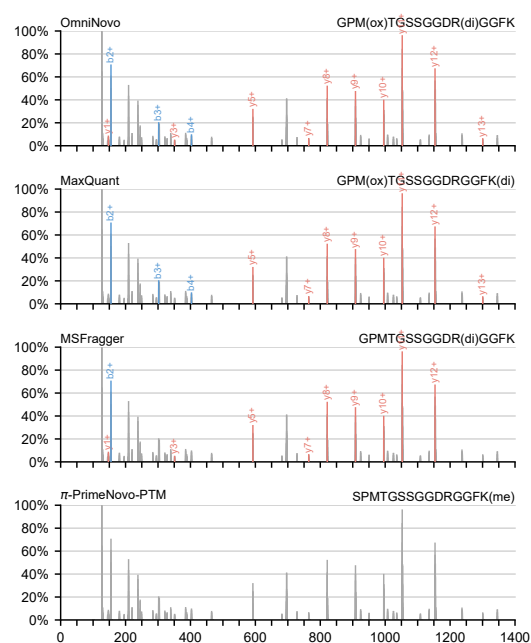 OmniNovo GPM(ox)TGSSGGDR(di)GGFK
100%
80%
60%
40%
20%
0%
y1+
b2+
b3+
y3+
b4+
y5+
y7+
y8+
y9+
y10+
y12+
y13+
MaxQuant GPM(ox)TGSSGGDRGGFK(di)
100%
80%
60%
40%
20%
0%
b2+
b3+
b4+
y5+
y7+
y8+
y9+
y10+
y12+
y13+
MSFragger GPMTGSSGGDR(di)GGFK
100%
80%
60%
40%
20%
0%
y1+
b2+
y3+
y5+
y7+
y8+
y9+
y10+
y12+
π-PrimeNovo-PTM SPMTGSSGGDRGGFK(me)
100%
80%
60%
40%
20%
0%
0 200 400 600 800 1000 1200 1400